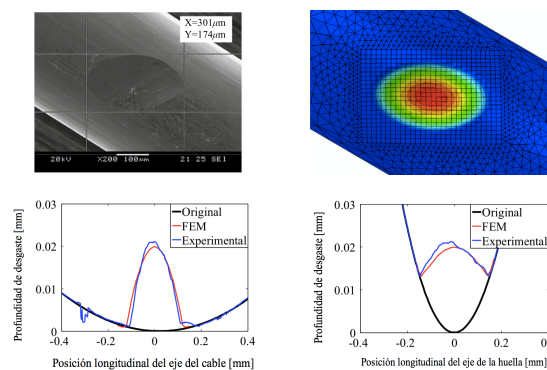 X=301μm
Y=174μm
20kV X200 100μm 21 25 SEI
Profundidad de desgaste [mm]
0.03
0.02
0.01
0
Original
FEM
Experimental
-0.4 -0.2 0 0.2 0.4
Posición longitudinal del eje del cable [mm]
Profundidad de desgaste [mm]
0.03
0.02
0.01
0
Original
FEM
Experimental
-0.4 -0.2 0 0.2
Posición longitudinal del eje de la huella [mm]